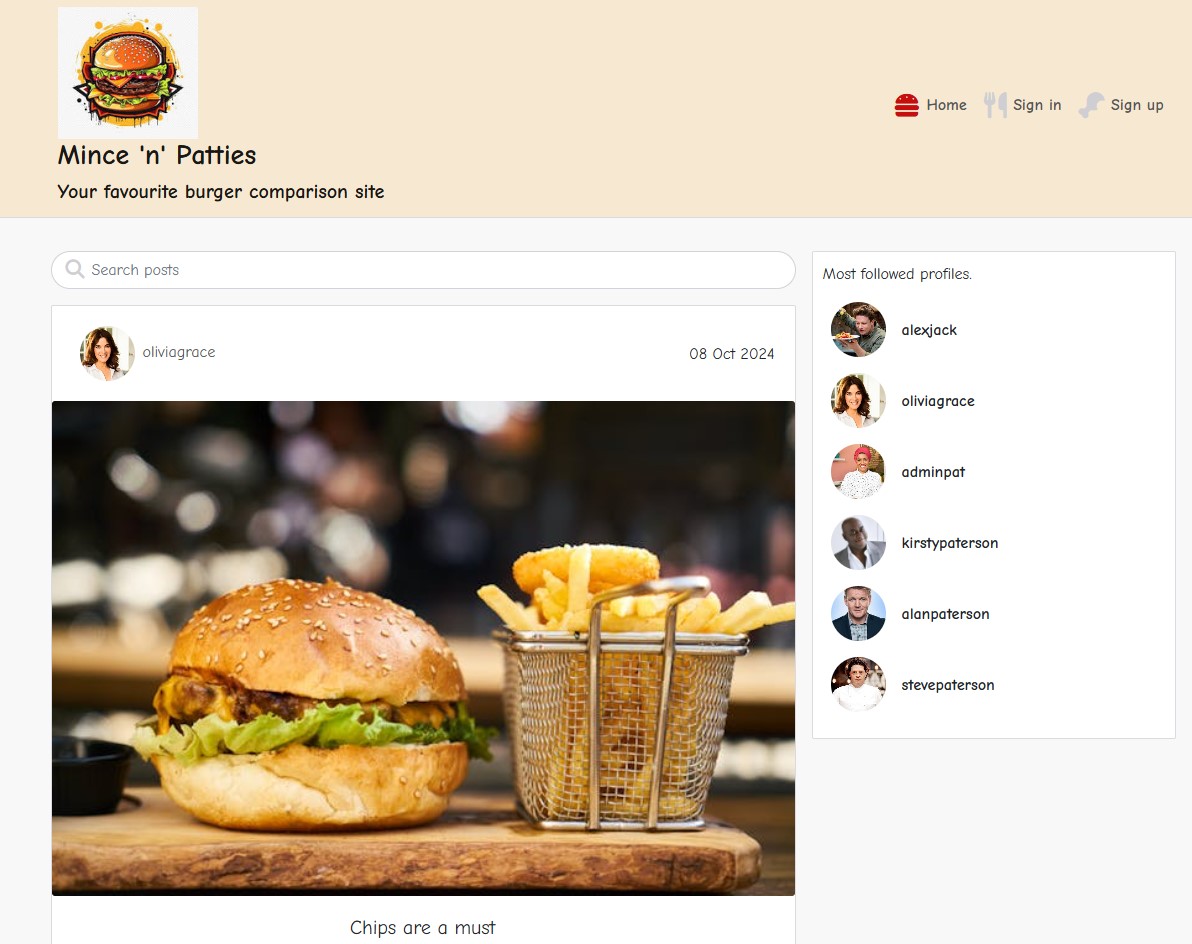 Mince 'n' Patties
Your favourite burger comparison site
Home
Sign in
Sign up
Search posts
oliviagrace
08 Oct 2024
Chips are a must
Most followed profiles.
alexjack
oliviagrace
adminpat
kirstypaterson
alanpaterson
stevepaterson